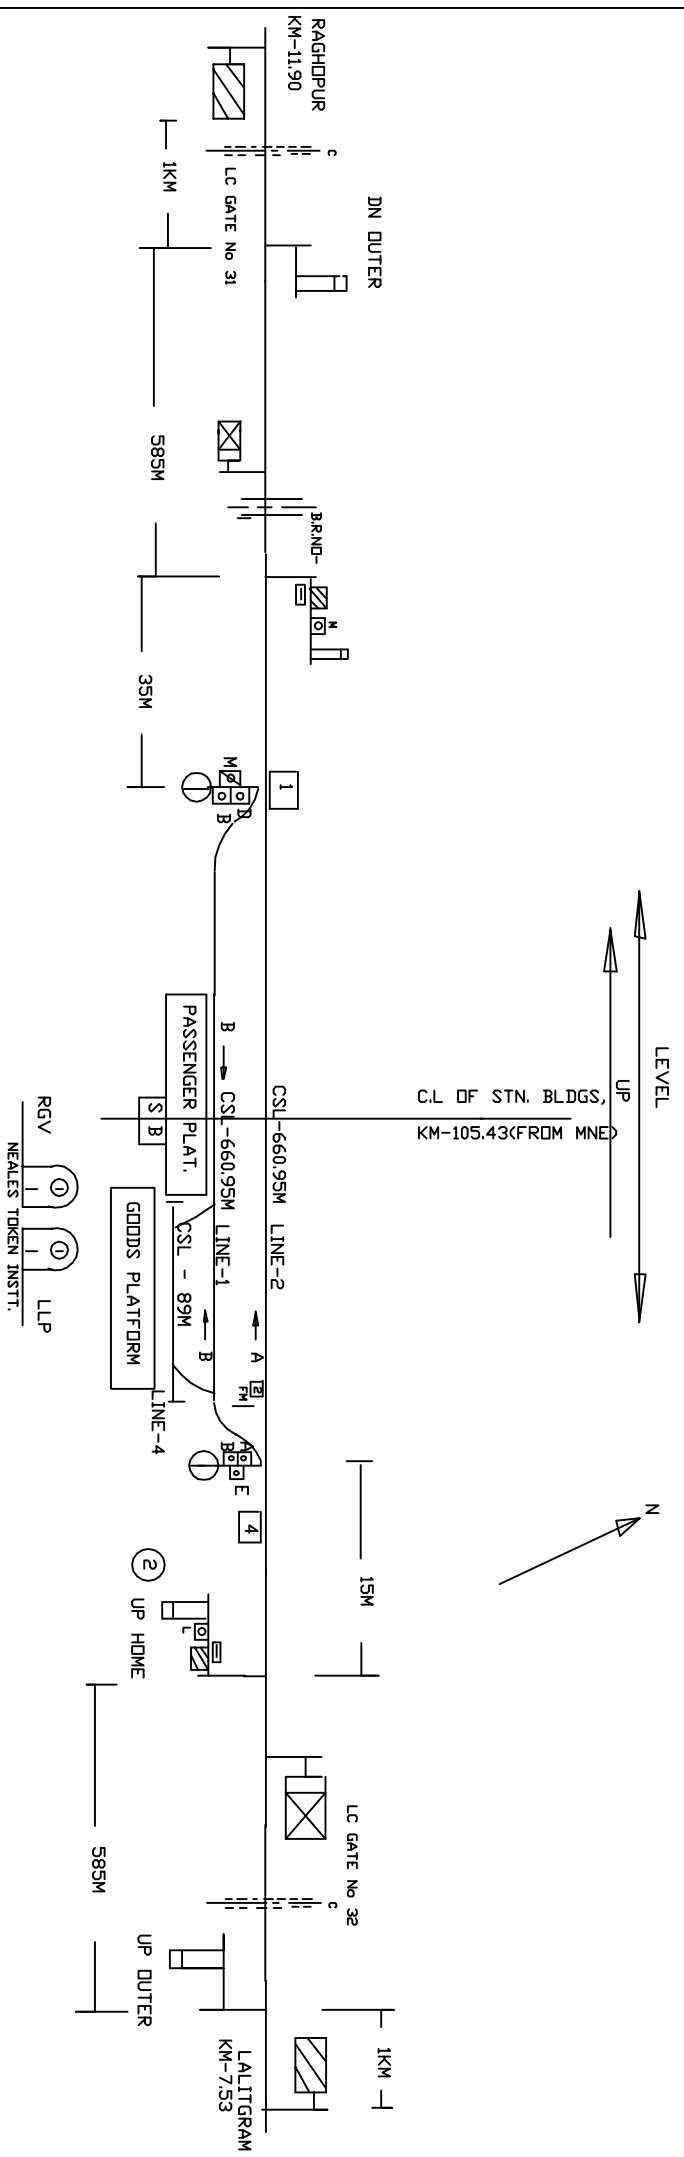 RAGHOPUR
KM-11.90
C
1KM
LC GATE No 31
DN OUTER
585M
B.R.NO-
M
35M
M
1
D
B
LEVEL
UP
C.L OF STN. BLDGS,
KM-105.43(FROM MNE)
PASSENGER PLAT.
S B
B
CSL-660.95M LINE-2
CSL-660.95M LINE-1
CSL - 89M
LINE-4
GOODS PLATFORM
RGV
LLP
NEALES TOKEN INSTT.
A
B
2
FM
A
B
E
4
N
15M
2
UP HOME
L
585M
LC GATE No 32
C
UP OUTER
1KM
LALITGRAM
KM-7.53